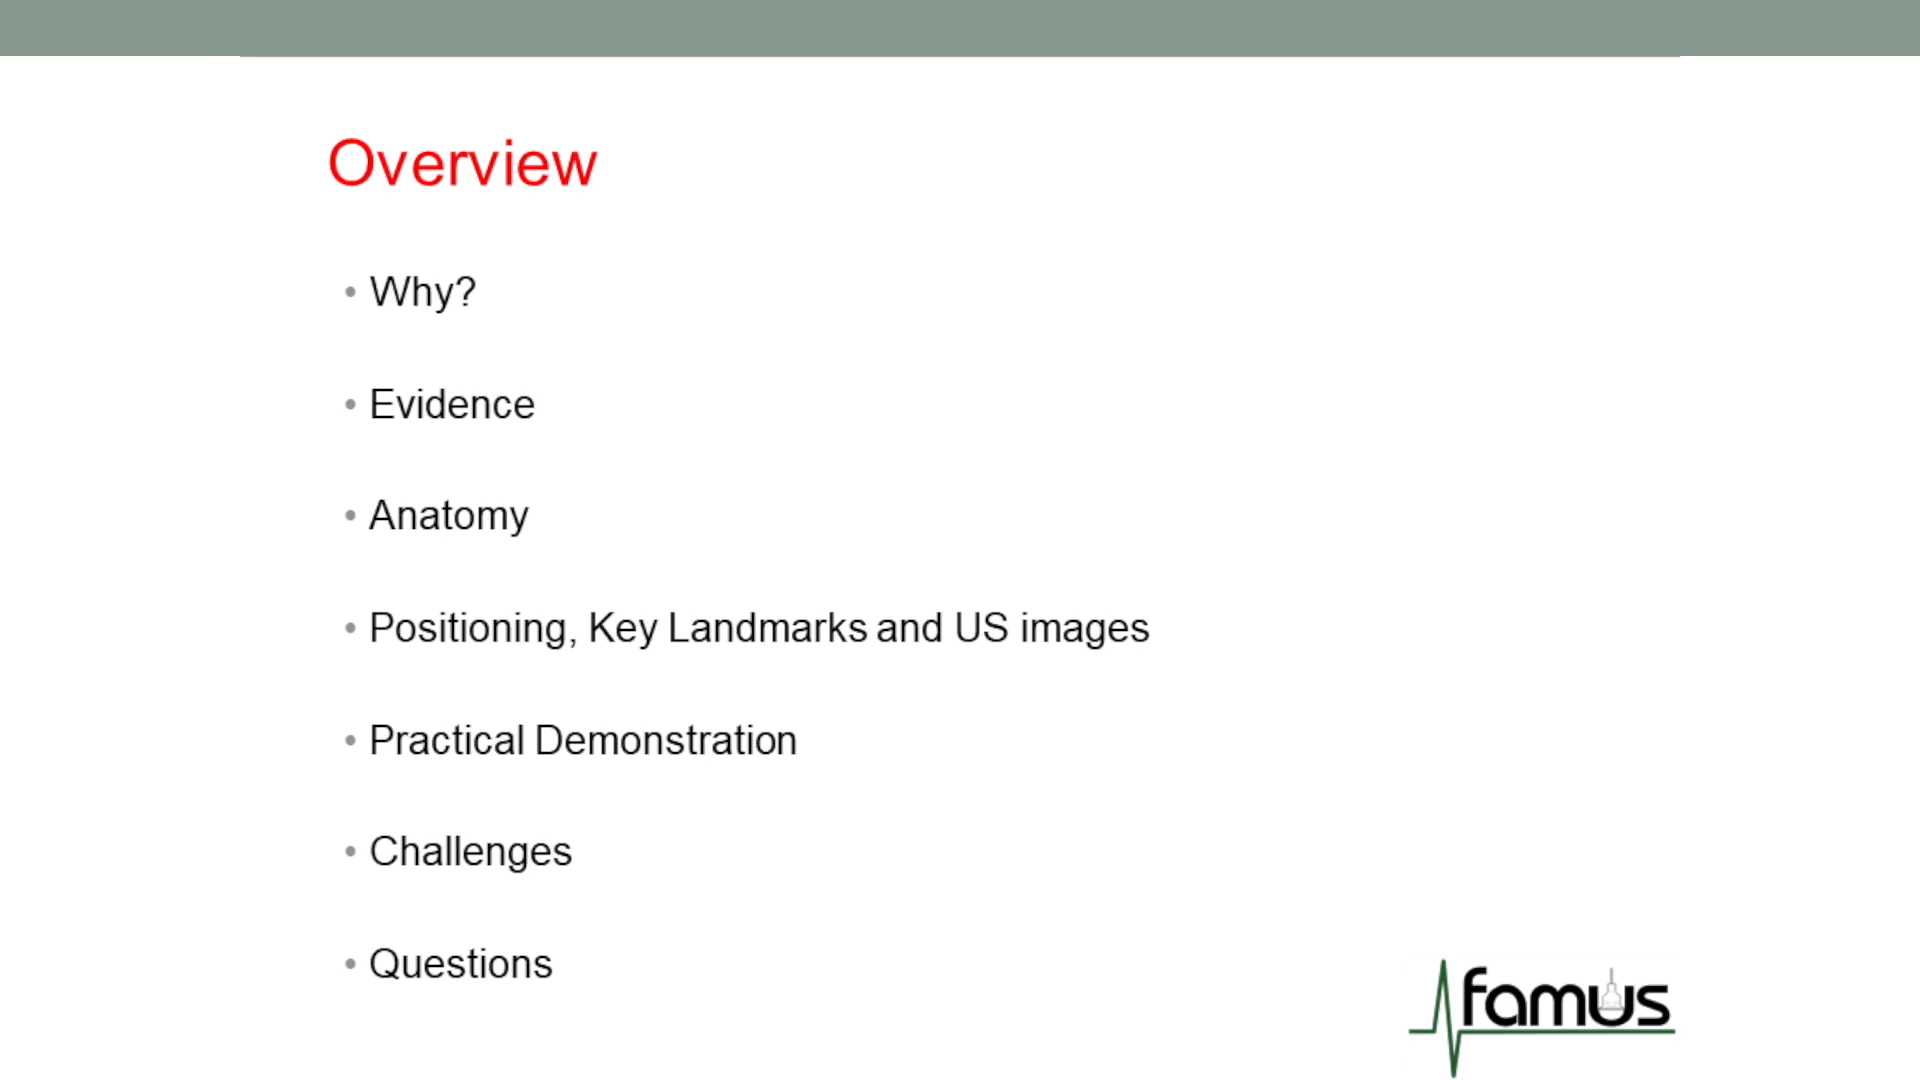 Overview
• Why?
• Evidence
• Anatomy
• Positioning, Key Landmarks and US images
• Practical Demonstration
• Challenges
• Questions
famus